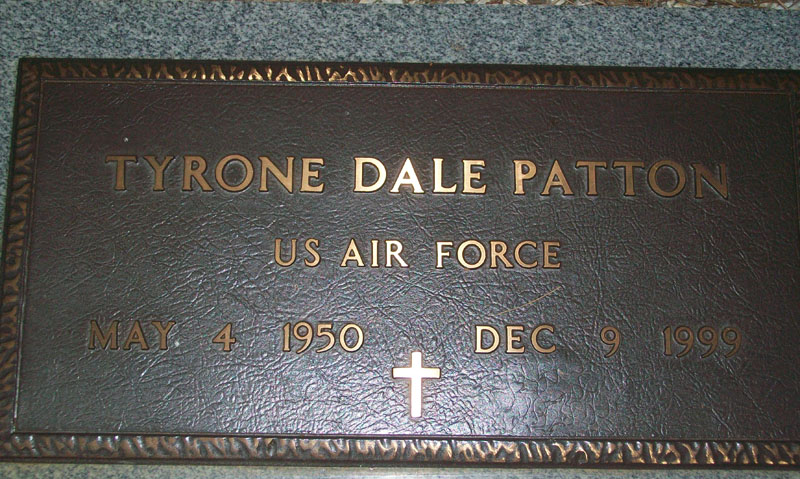 TYRONE DALE PATTON
US AIR FORCE
MAY 4 1950 DEC 9 1999